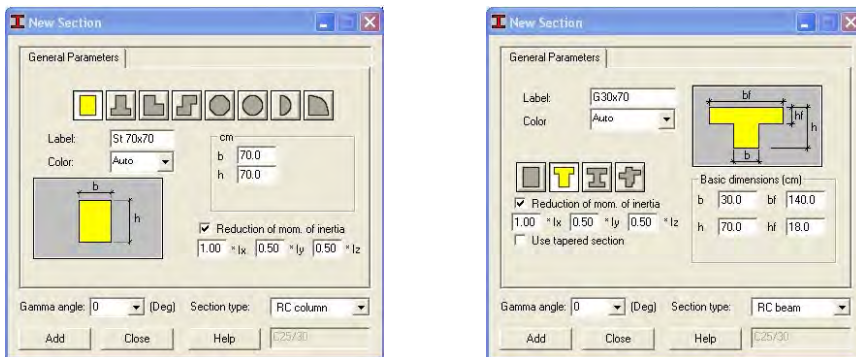 New Section
General Parameters
Label: St 70x70
Color: Auto
cm
b 70.0
h 70.0
b
h
Reduction of mom. of inertia
1.00 * Ix 0.50 * Iy 0.50 * Iz
Gamma angle: 0 (Deg) Section type: RC column
Add Close Help C25/30
New Section
General Parameters
Label: G30x70
Color Auto
bf
hf
h
b
Basic dimensions (cm)
b 30.0 bf 140.0
h 70.0 hf 18.0
Reduction of mom. of inertia
1.00 * Ix 0.50 * Iy 0.50 * Iz
Use tapered section
Gamma angle: 0 (Deg) Section type: RC beam
Add Close Help C25/30